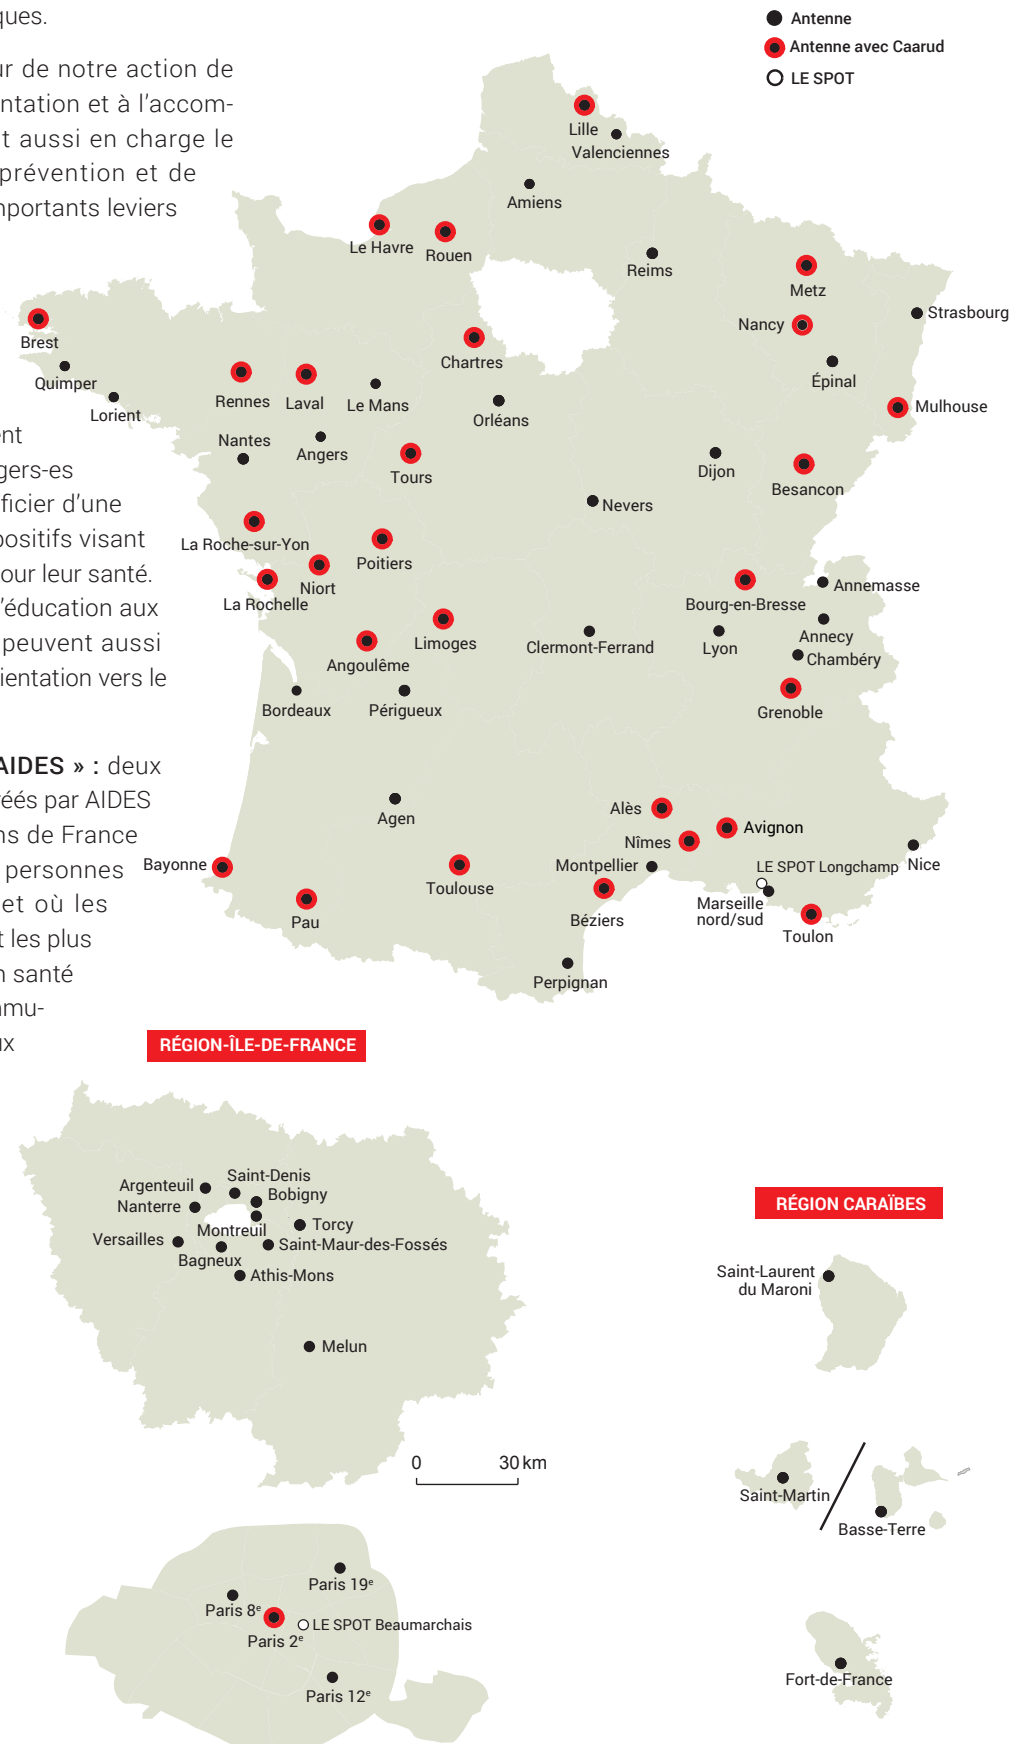 ques.
ur de notre action de
ntation et à l'accom-
t aussi en charge le
prévention et de
mportants leviers
Antenne
Antenne avec Caarud
LE SPOT
Lille
Valenciennes
Amiens
Le Havre
Rouen
Reims
Metz
Nancy
Strasbourg
Brest
Chartres
Épinal
Quimper
Rennes
Laval
Le Mans
Orléans
Mulhouse
Lorient
Nantes
Angers
Tours
Dijon
Besancon
Nevers
ent
gers-es
ficier d'une
positifs visant
our leur santé.
'éducation aux
peuvent aussi
rientation vers le
La Roche-sur-Yon
Poitiers
Niort
La Rochelle
Bourg-en-Bresse
Annemasse
Limoges
Clermont-Ferrand
Lyon
Annecy
Angoulême
Chambéry
Bordeaux
Périgueux
Grenoble
AIDES » : deux
réés par AIDES
ns de France
personnes
et où les
t les plus
n santé
amu-
ux
Agen
Alès
Avignon
Nîmes
Bayonne
Toulouse
Montpellier
LE SPOT Longchamp
Nice
Pau
Béziers
Marseille
nord/sud
Toulon
Perpignan
RÉGION-ÎLE-DE-FRANCE
Saint-Denis
Argenteuil
Bobigny
Nanterre
Montreuil
Torcy
Versailles
Saint-Maur-des-Fossés
Bagneux
Athis-Mons
Melun
0 30 km
Paris 19e
Paris 8e
LE SPOT Beaumarchais
Paris 2e
Paris 12e
RÉGION CARAÏBES
Saint-Laurent
du Maroni
Saint-Martin
Basse-Terre
Fort-de-France